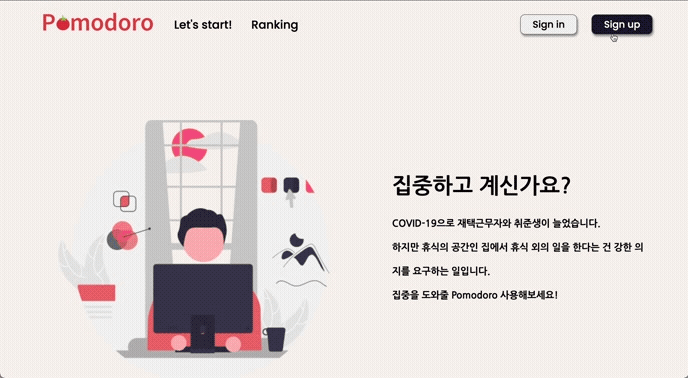 Pomodoro Let's start! Ranking Sign in Sign up
집중하고 계신가요?
COVID-19으로 재택근무자와 취준생이 늘었습니다.
하지만 휴식의 공간인 집에서 휴식 외의 일을 한다는 건 강한 의
지를 요구하는 일입니다.
집중을 도와줄 Pomodoro 사용해보세요!